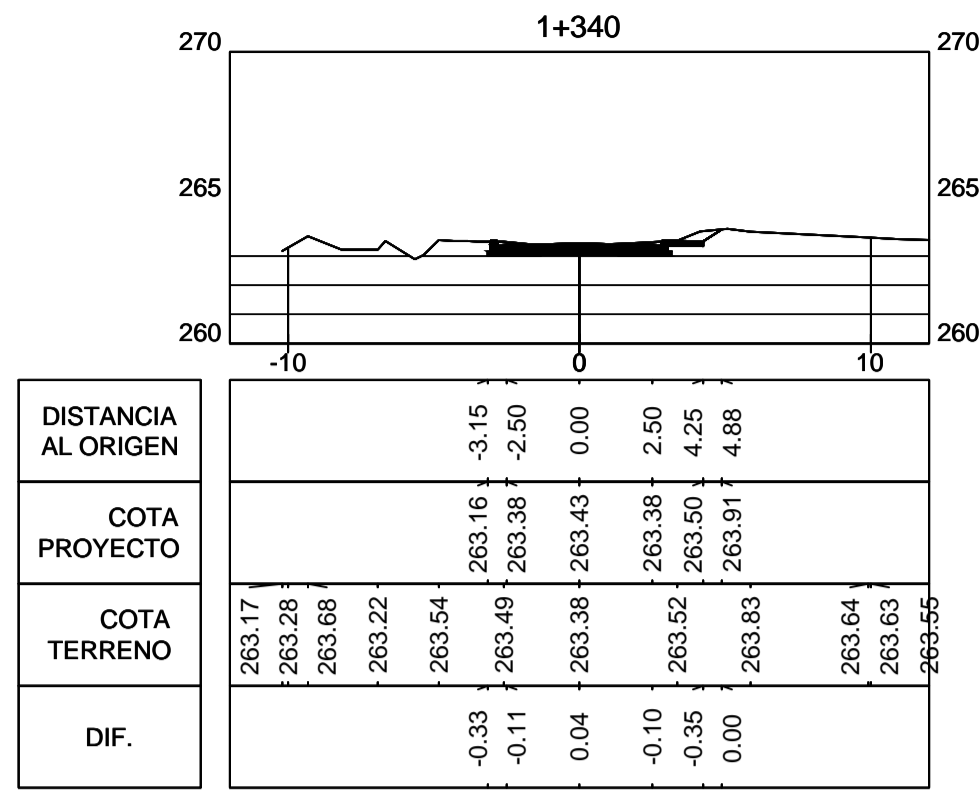 1+340
270 270
265 265
260 260
-10 0 10
DISTANCIA
AL ORIGEN
-3.15 -2.50 0.00 2.50 4.25 4.88
COTA
PROYECTO
263.16 263.38 263.43 263.38 263.50 263.91
COTA
TERRENO
263.17 263.28 263.68 263.22 263.54 263.49 263.38 263.52 263.83 263.64 263.63 263.55
DIF.
-0.33 -0.11 0.04 -0.10 -0.35 0.00